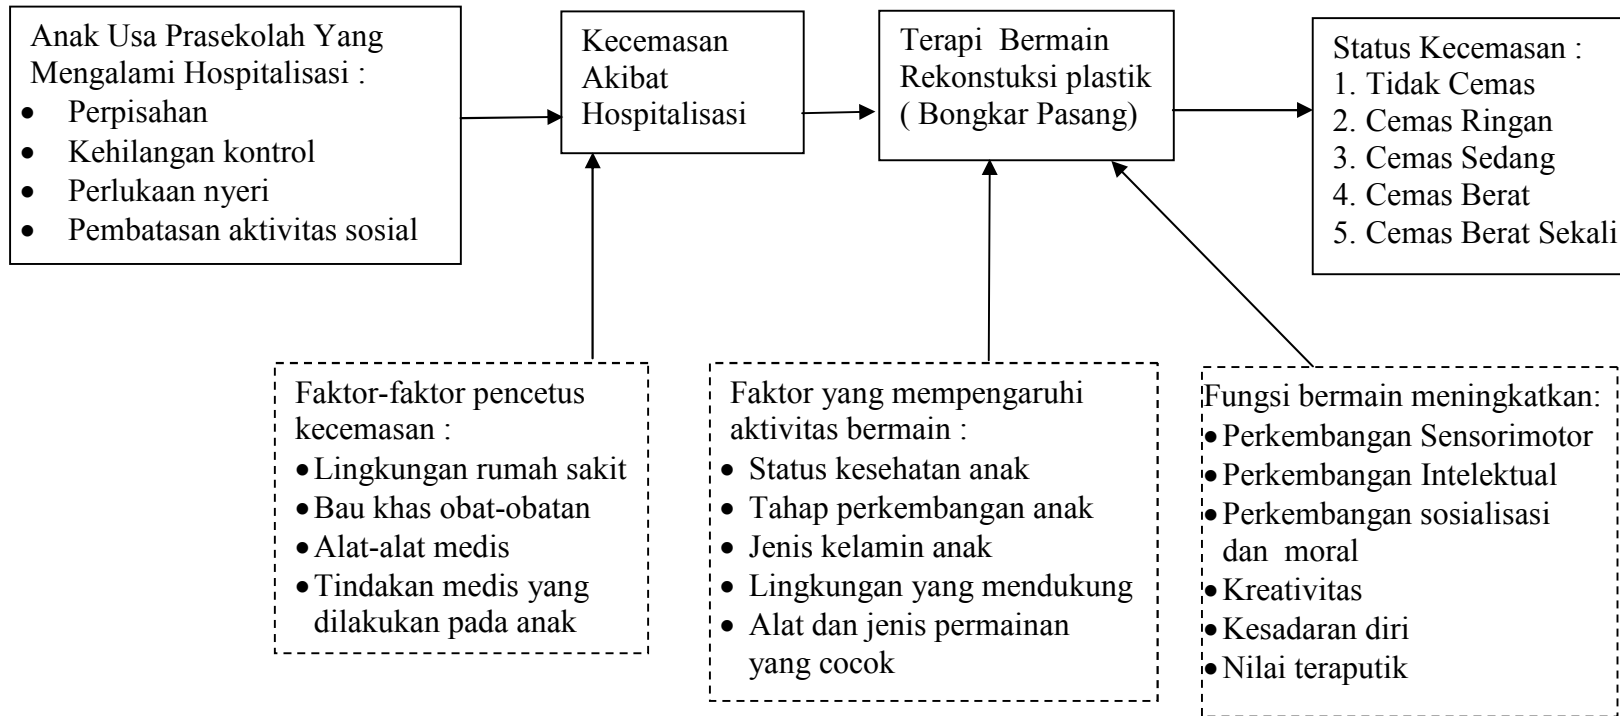 Anak Usa Prasekolah Yang
Mengalami Hospitalisasi :
• Perpisahan
• Kehilangan kontrol
• Perlukaan nyeri
• Pembatasan aktivitas sosial
Kecemasan
Akibat
Hospitalisasi
Terapi Bermain
Rekonstuksi plastik
( Bongkar Pasang)
Status Kecemasan :
1. Tidak Cemas
2. Cemas Ringan
3. Cemas Sedang
4. Cemas Berat
5. Cemas Berat Sekali
Faktor-faktor pencetus
kecemasan :
• Lingkungan rumah sakit
• Bau khas obat-obatan
• Alat-alat medis
• Tindakan medis yang
dilakukan pada anak
Faktor yang mempengaruhi
aktivitas bermain :
• Status kesehatan anak
• Tahap perkembangan anak
• Jenis kelamin anak
• Lingkungan yang mendukung
• Alat dan jenis permainan
yang cocok
Fungsi bermain meningkatkan:
• Perkembangan Sensorimotor
• Perkembangan Intelektual
• Perkembangan sosialisasi
dan moral
• Kreativitas
• Kesadaran diri
• Nilai teraputik